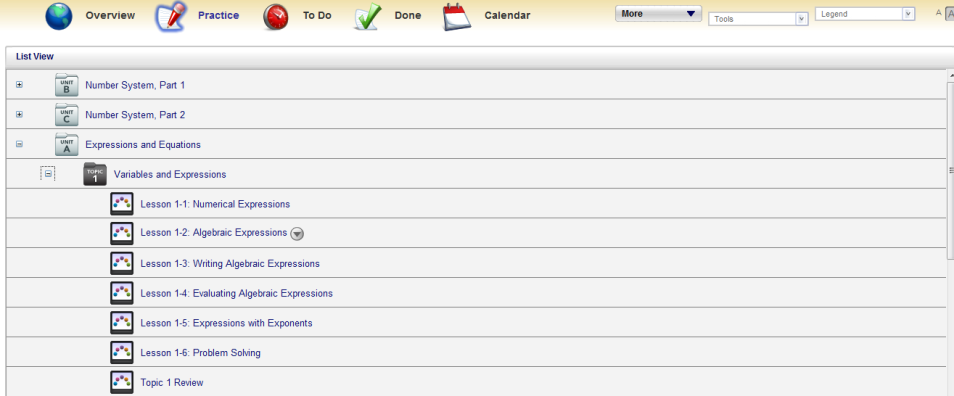 Overview Practice To Do Done Calendar More Tools Legend A A
List View
UNIT B Number System, Part 1
UNIT C Number System, Part 2
UNIT A Expressions and Equations
TOPIC 1 Variables and Expressions
Lesson 1-1: Numerical Expressions
Lesson 1-2: Algebraic Expressions
Lesson 1-3: Writing Algebraic Expressions
Lesson 1-4: Evaluating Algebraic Expressions
Lesson 1-5: Expressions with Exponents
Lesson 1-6: Problem Solving
Topic 1 Review